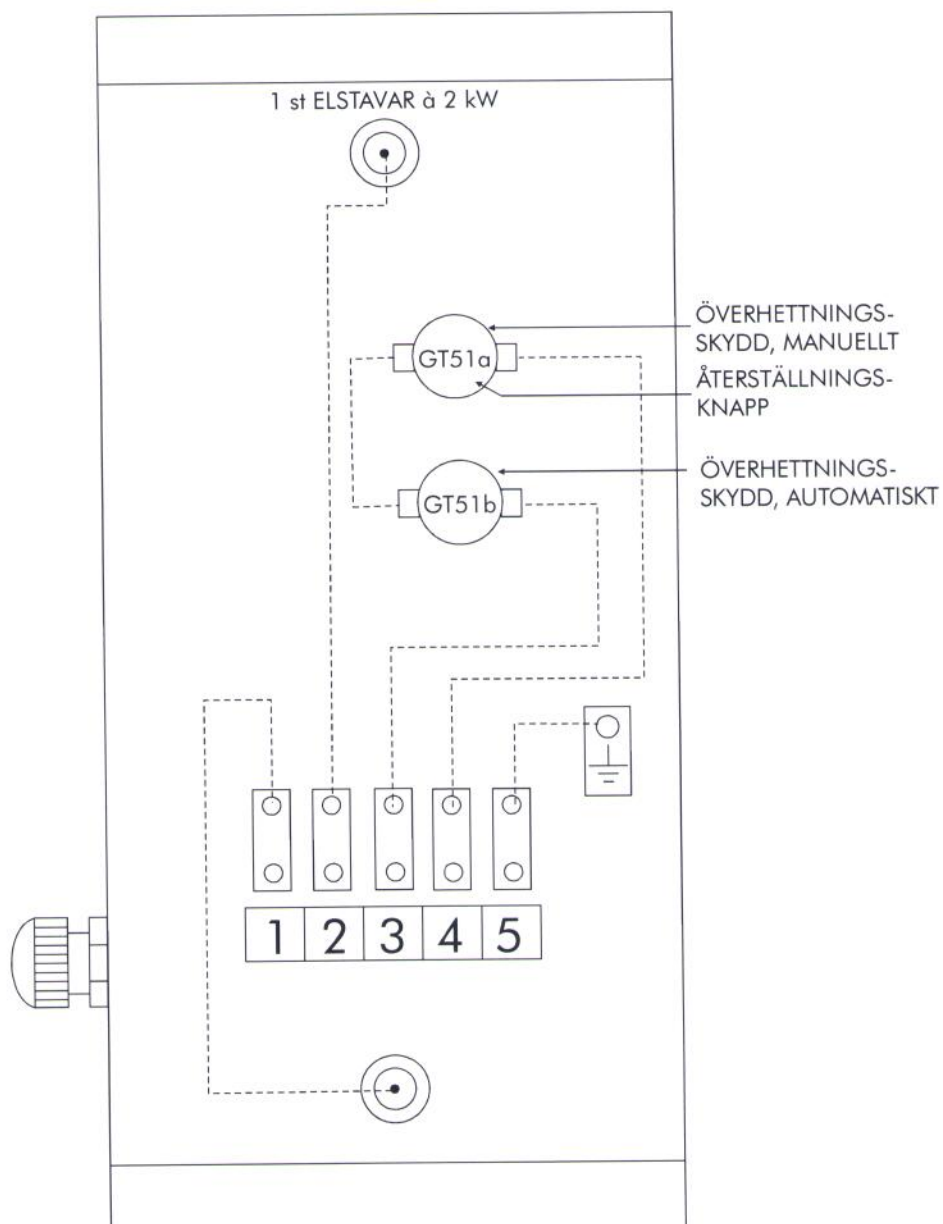 1 st ELSTAVAR à 2 kW
GT51a
ÖVERHETTNINGS-
SKYDD, MANUELLT
ÅTERSTÄLLNINGS-
KNAPP
GT51b
ÖVERHETTNINGS-
SKYDD, AUTOMATISKT
1 2 3 4 5